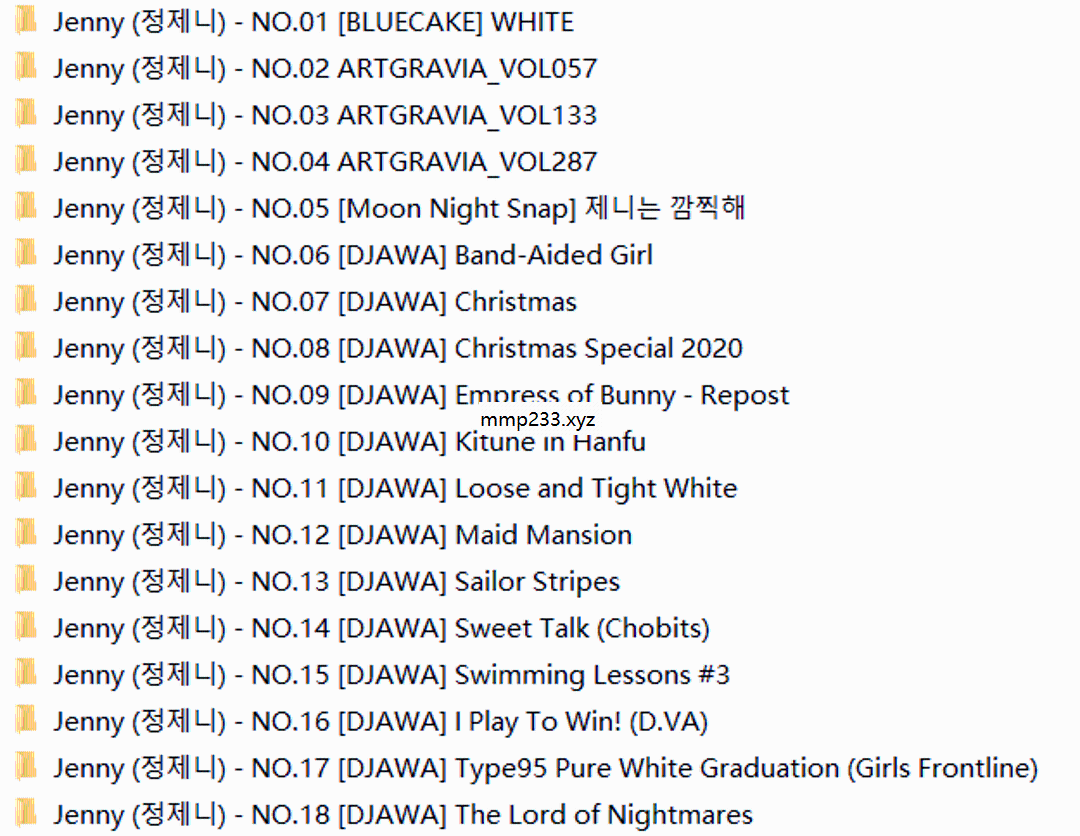 Jenny (정제니) - NO.01 [BLUECAKE] WHITE
Jenny (정제니) - NO.02 ARTGRAVIA_VOL057
Jenny (정제니) - NO.03 ARTGRAVIA_VOL133
Jenny (정제니) - NO.04 ARTGRAVIA_VOL287
Jenny (정제니) - NO.05 [Moon Night Snap] 제니는 깜찍해
Jenny (정제니) - NO.06 [DJAWA] Band-Aided Girl
Jenny (정제니) - NO.07 [DJAWA] Christmas
Jenny (정제니) - NO.08 [DJAWA] Christmas Special 2020
Jenny (정제니) - NO.09 [DJAWA] Empress of Bunny - Repost
mmp233.xyz
Jenny (정제니) - NO.10 [DJAWA] Kitune in Hanfu
Jenny (정제니) - NO.11 [DJAWA] Loose and Tight White
Jenny (정제니) - NO.12 [DJAWA] Maid Mansion
Jenny (정제니) - NO.13 [DJAWA] Sailor Stripes
Jenny (정제니) - NO.14 [DJAWA] Sweet Talk (Chobits)
Jenny (정제니) - NO.15 [DJAWA] Swimming Lessons #3
Jenny (정제니) - NO.16 [DJAWA] I Play To Win! (D.VA)
Jenny (정제니) - NO.17 [DJAWA] Type95 Pure White Graduation (Girls Frontline)
Jenny (정제니) - NO.18 [DJAWA] The Lord of Nightmares